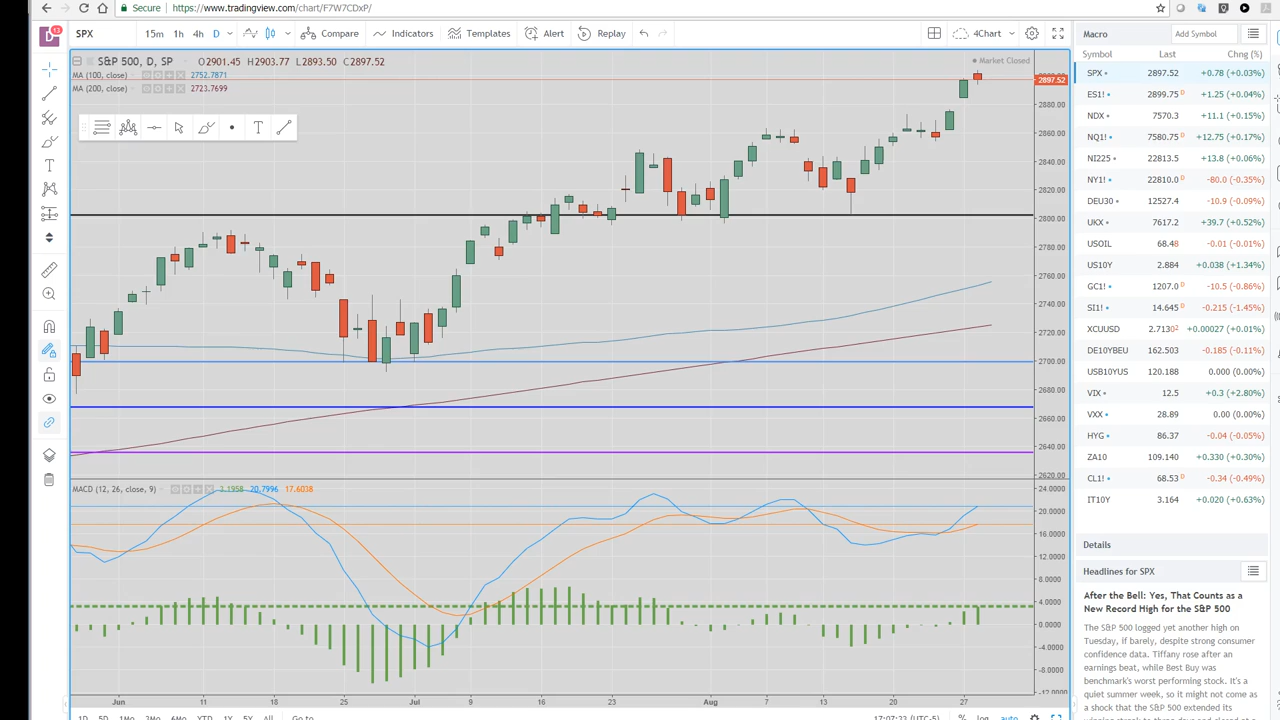 Secure
https://www.tradingview.com/chart/F7W7CDxP/
13
SPX 15m 1h 4h D Compare Indicators Templates Alert Replay 4Chart
S&P 500, D, SP O2901.45 H2903.77 L2893.50 C2897.52
Market Closed
MA (100, close) 2752.7871
MA (200, close) 2723.7699
2897.52
2880.00
2860.00
2840.00
2820.00
2800.00
2780.00
2760.00
2740.00
2720.00
2700.00
2680.00
2660.00
2640.00
2620.00
MACD (12, 26, close, 9) 3.1958 20.7996 17.6038
24.0000
20.0000
16.0000
12.0000
8.0000
4.0000
0.0000
-4.0000
-8.0000
-12.0000
Jun 11 18 25 Jul 9 16 23 Aug 7 13 20 27
1D 5D 1Mo 3Mo 6Mo YTD 1Y 5Y All Go to
17:07:23 (UTC-5) % log auto
Macro Add Symbol
Symbol Last Chng (%)
SPX 2897.52 +0.78 (+0.03%)
ES1! 2899.75 D +1.25 (+0.04%)
NDX 7570.3 +11.1 (+0.15%)
NQ1! 7580.75 D +12.75 (+0.17%)
NI225 22813.5 +13.8 (+0.06%)
NY1! 22810.0 D -80.0 (-0.35%)
DEU30 12527.4 -10.9 (-0.09%)
UKX 7617.2 +39.7 (+0.52%)
USOIL 68.48 -0.01 (-0.01%)
US10Y 2.884 +0.038 (+1.34%)
GC1! 1207.0 D -10.5 (-0.86%)
SI1! 14.645 D -0.215 (-1.45%)
XCUUSD 2.7130² +0.00027 (+0.01%)
DE10YBEU 162.503 -0.185 (-0.11%)
USB10YUS 120.188 0.000 (0.00%)
VIX 12.5 +0.3 (+2.80%)
VXX 28.89 0.00 (0.00%)
HYG 86.37 -0.04 (-0.05%)
ZA10 109.140 +0.330 (+0.30%)
CL1! 68.53 D -0.34 (-0.49%)
IT10Y 3.164 +0.020 (+0.63%)
Details
Headlines for SPX
After the Bell: Yes, That Counts as a
New Record High for the S&P 500
The S&P 500 logged yet another high on
Tuesday, if barely, despite strong consumer
confidence data. Tiffany rose after an
earnings beat, while Best Buy was
benchmark's worst performing stock. It's a
quiet summer week, so it might not come as
a shock that the S&P 500 extended its